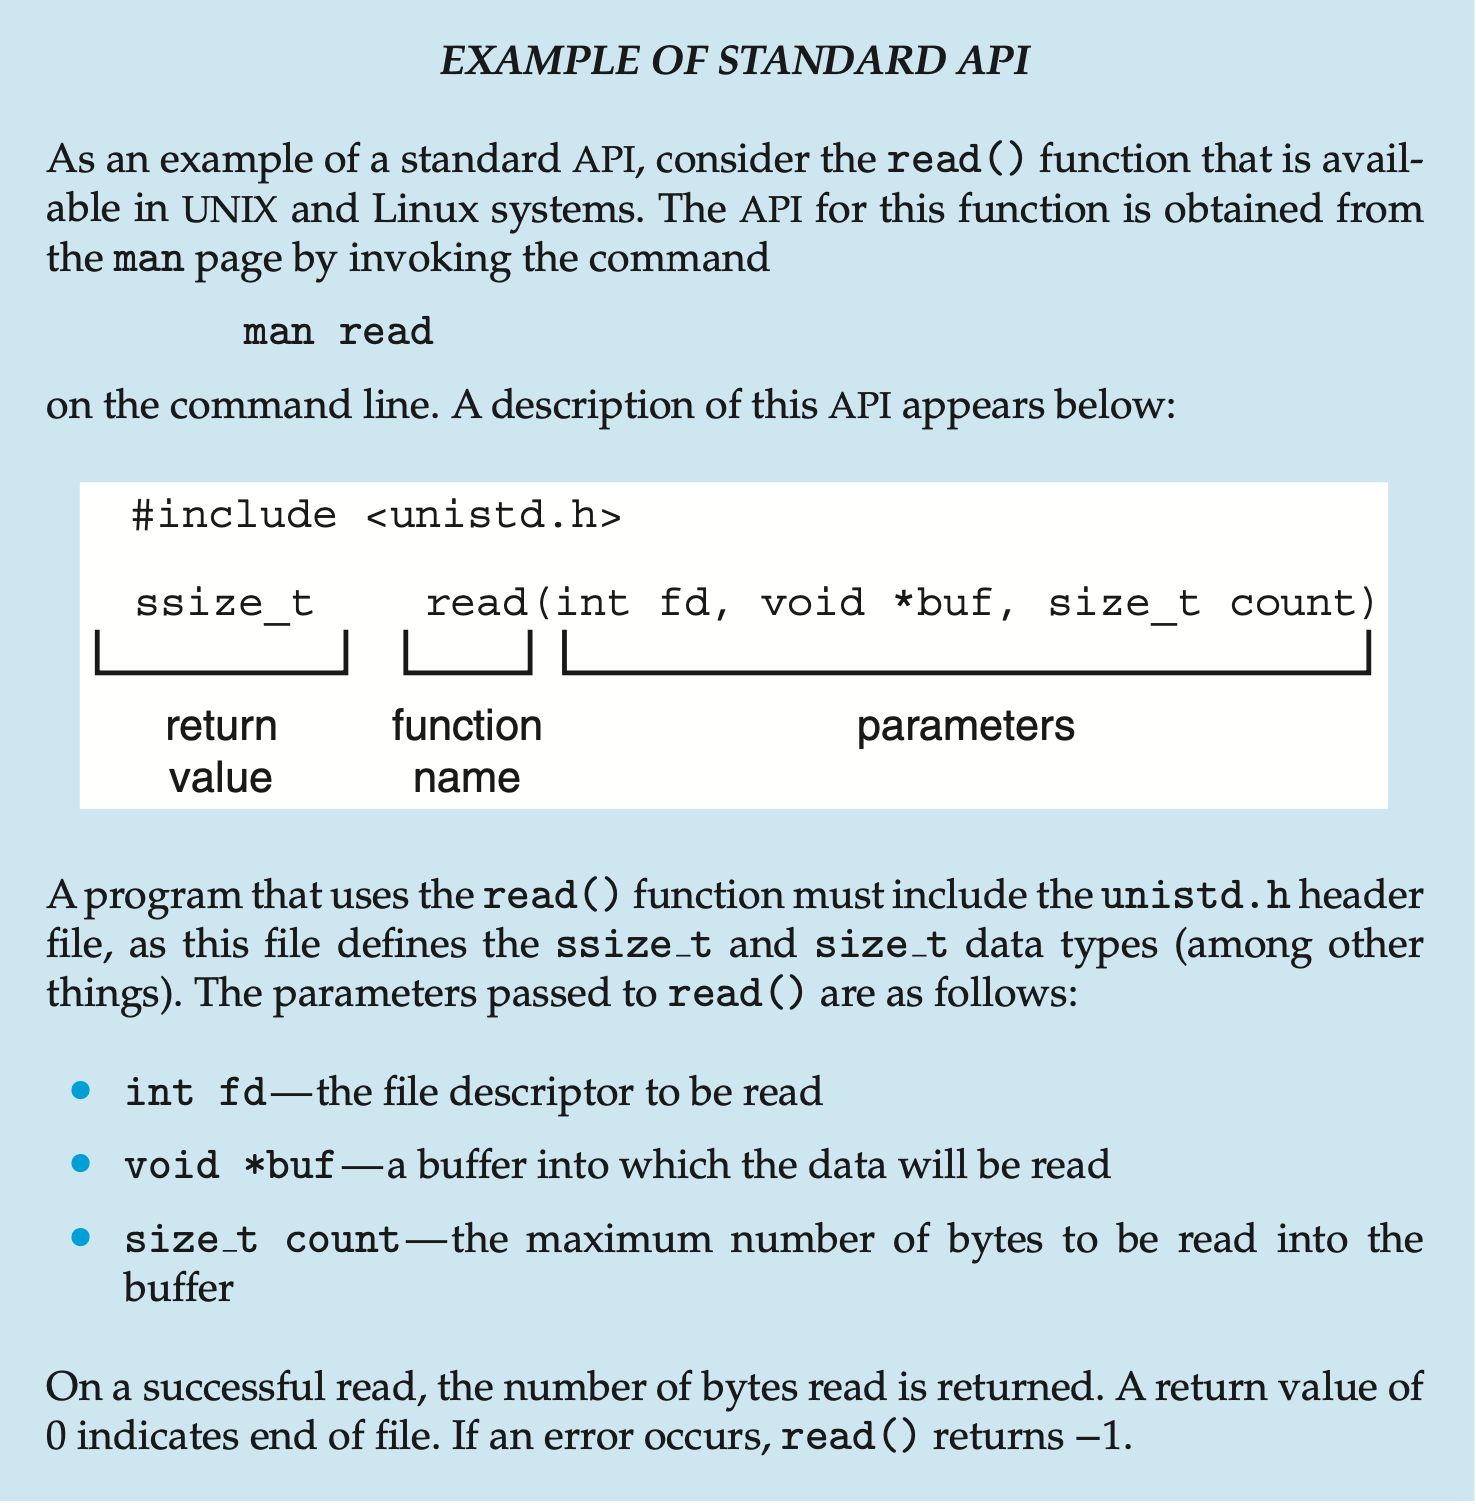 EXAMPLE OF STANDARD API
As an example of a standard API, consider the read() function that is avail-
able in UNIX and Linux systems. The API for this function is obtained from
the man page by invoking the command
man read
on the command line. A description of this API appears below:
#include <unistd.h>
ssize_t read(int fd, void *buf, size_t count)
return function parameters
value name
A program that uses the read() function must include the unistd.h header
file, as this file defines the ssize_t and size_t data types (among other
things). The parameters passed to read() are as follows:
• int fd—the file descriptor to be read
• void *buf—a buffer into which the data will be read
• size_t count—the maximum number of bytes to be read into the
buffer
On a successful read, the number of bytes read is returned. A return value of
0 indicates end of file. If an error occurs, read() returns −1.